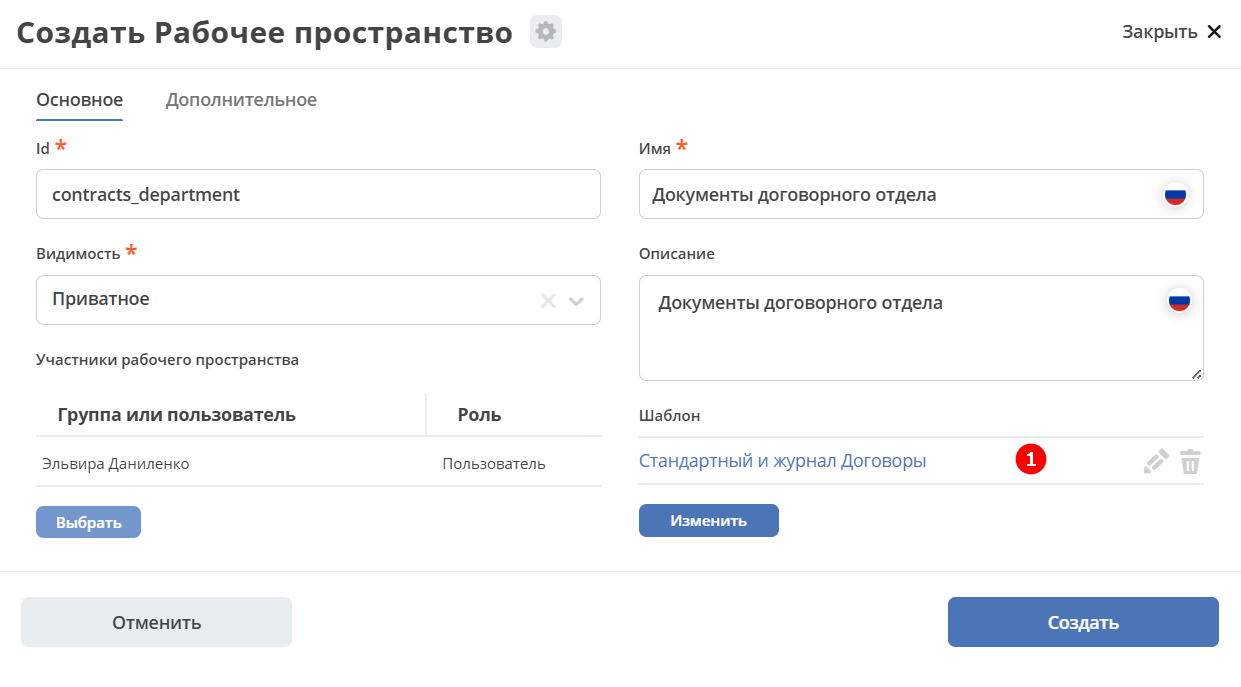 Создать Рабочее пространство
Закрыть
Основное
Дополнительное
Id *
contracts_department
Имя *
Документы договорного отдела
Видимость *
Приватное
Описание
Документы договорного отдела
Участники рабочего пространства
Группа или пользователь
Роль
Эльвира Даниленко
Пользователь
Выбрать
Шаблон
Стандартный и журнал Договоры
1
Изменить
Отменить
Создать